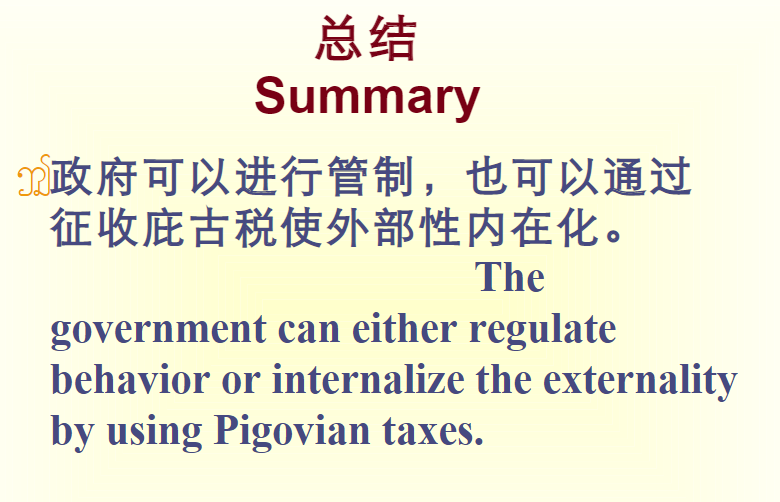 总结
Summary
政府可以进行管制，也可以通过
征收庇古税使外部性内在化。
The
government can either regulate
behavior or internalize the externality
by using Pigovian taxes.